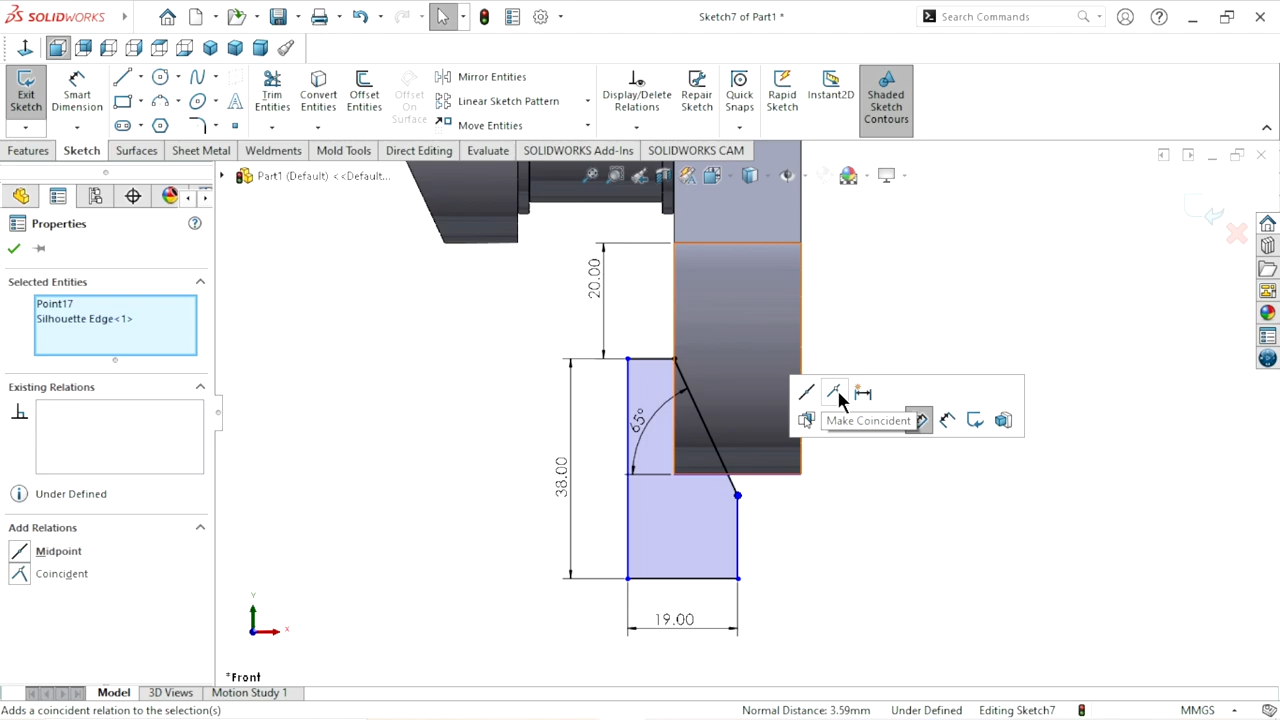 SOLIDWORKS
Sketch7 of Part1 *
Search Commands
Exit Sketch
Smart Dimension
Trim Entities
Convert Entities
Offset Entities
Offset On Surface
Mirror Entities
Linear Sketch Pattern
Move Entities
Display/Delete Relations
Repair Sketch
Quick Snaps
Rapid Sketch
Instant2D
Shaded Sketch Contours
Features
Sketch
Surfaces
Sheet Metal
Weldments
Mold Tools
Direct Editing
Evaluate
SOLIDWORKS Add-Ins
SOLIDWORKS CAM
Part1 (Default) <<Default...
Properties
Selected Entities
Point17
Silhouette Edge<1>
Existing Relations
Under Defined
Add Relations
Midpoint
Coincident
20.00
38.00
65°
19.00
Make Coincident
Y
X
*Front
Model
3D Views
Motion Study 1
Adds a coincident relation to the selection(s)
Normal Distance: 3.59mm
Under Defined
Editing Sketch7
MMGS